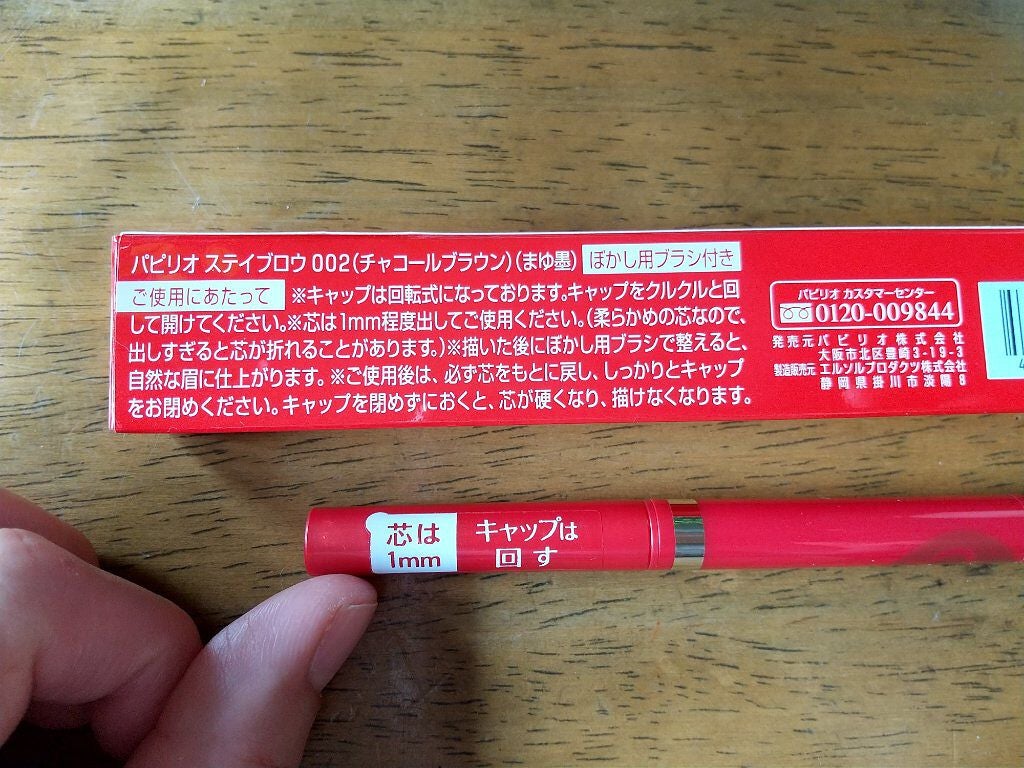 パピリオ ステイブロウ 002(チャコールブラウン)(まゆ墨) ぼかし用ブラシ付き
ご使用にあたって ※キャップは回転式になっております。キャップをクルクルと回
して開けてください。※芯は1mm程度出してご使用ください。(柔らかめの芯なので、
出しすぎると芯が折れることがあります。)※描いた後にぼかし用ブラシで整えると、
自然な眉に仕上がります。※ご使用後は、必ず芯をもとに戻し、しっかりとキャップ
をお閉めください。キャップを閉めずにおくと、芯が硬くなり、描けなくなります。
パピリオ カスタマーセンター
0120-009844
発売元 パピリオ株式会社
大阪市北区豊崎3-19-3
製造販売元 エルソルプロダクツ株式会社
静岡県掛川市淡陽8
4
芯は
1mm
キャップは
回す